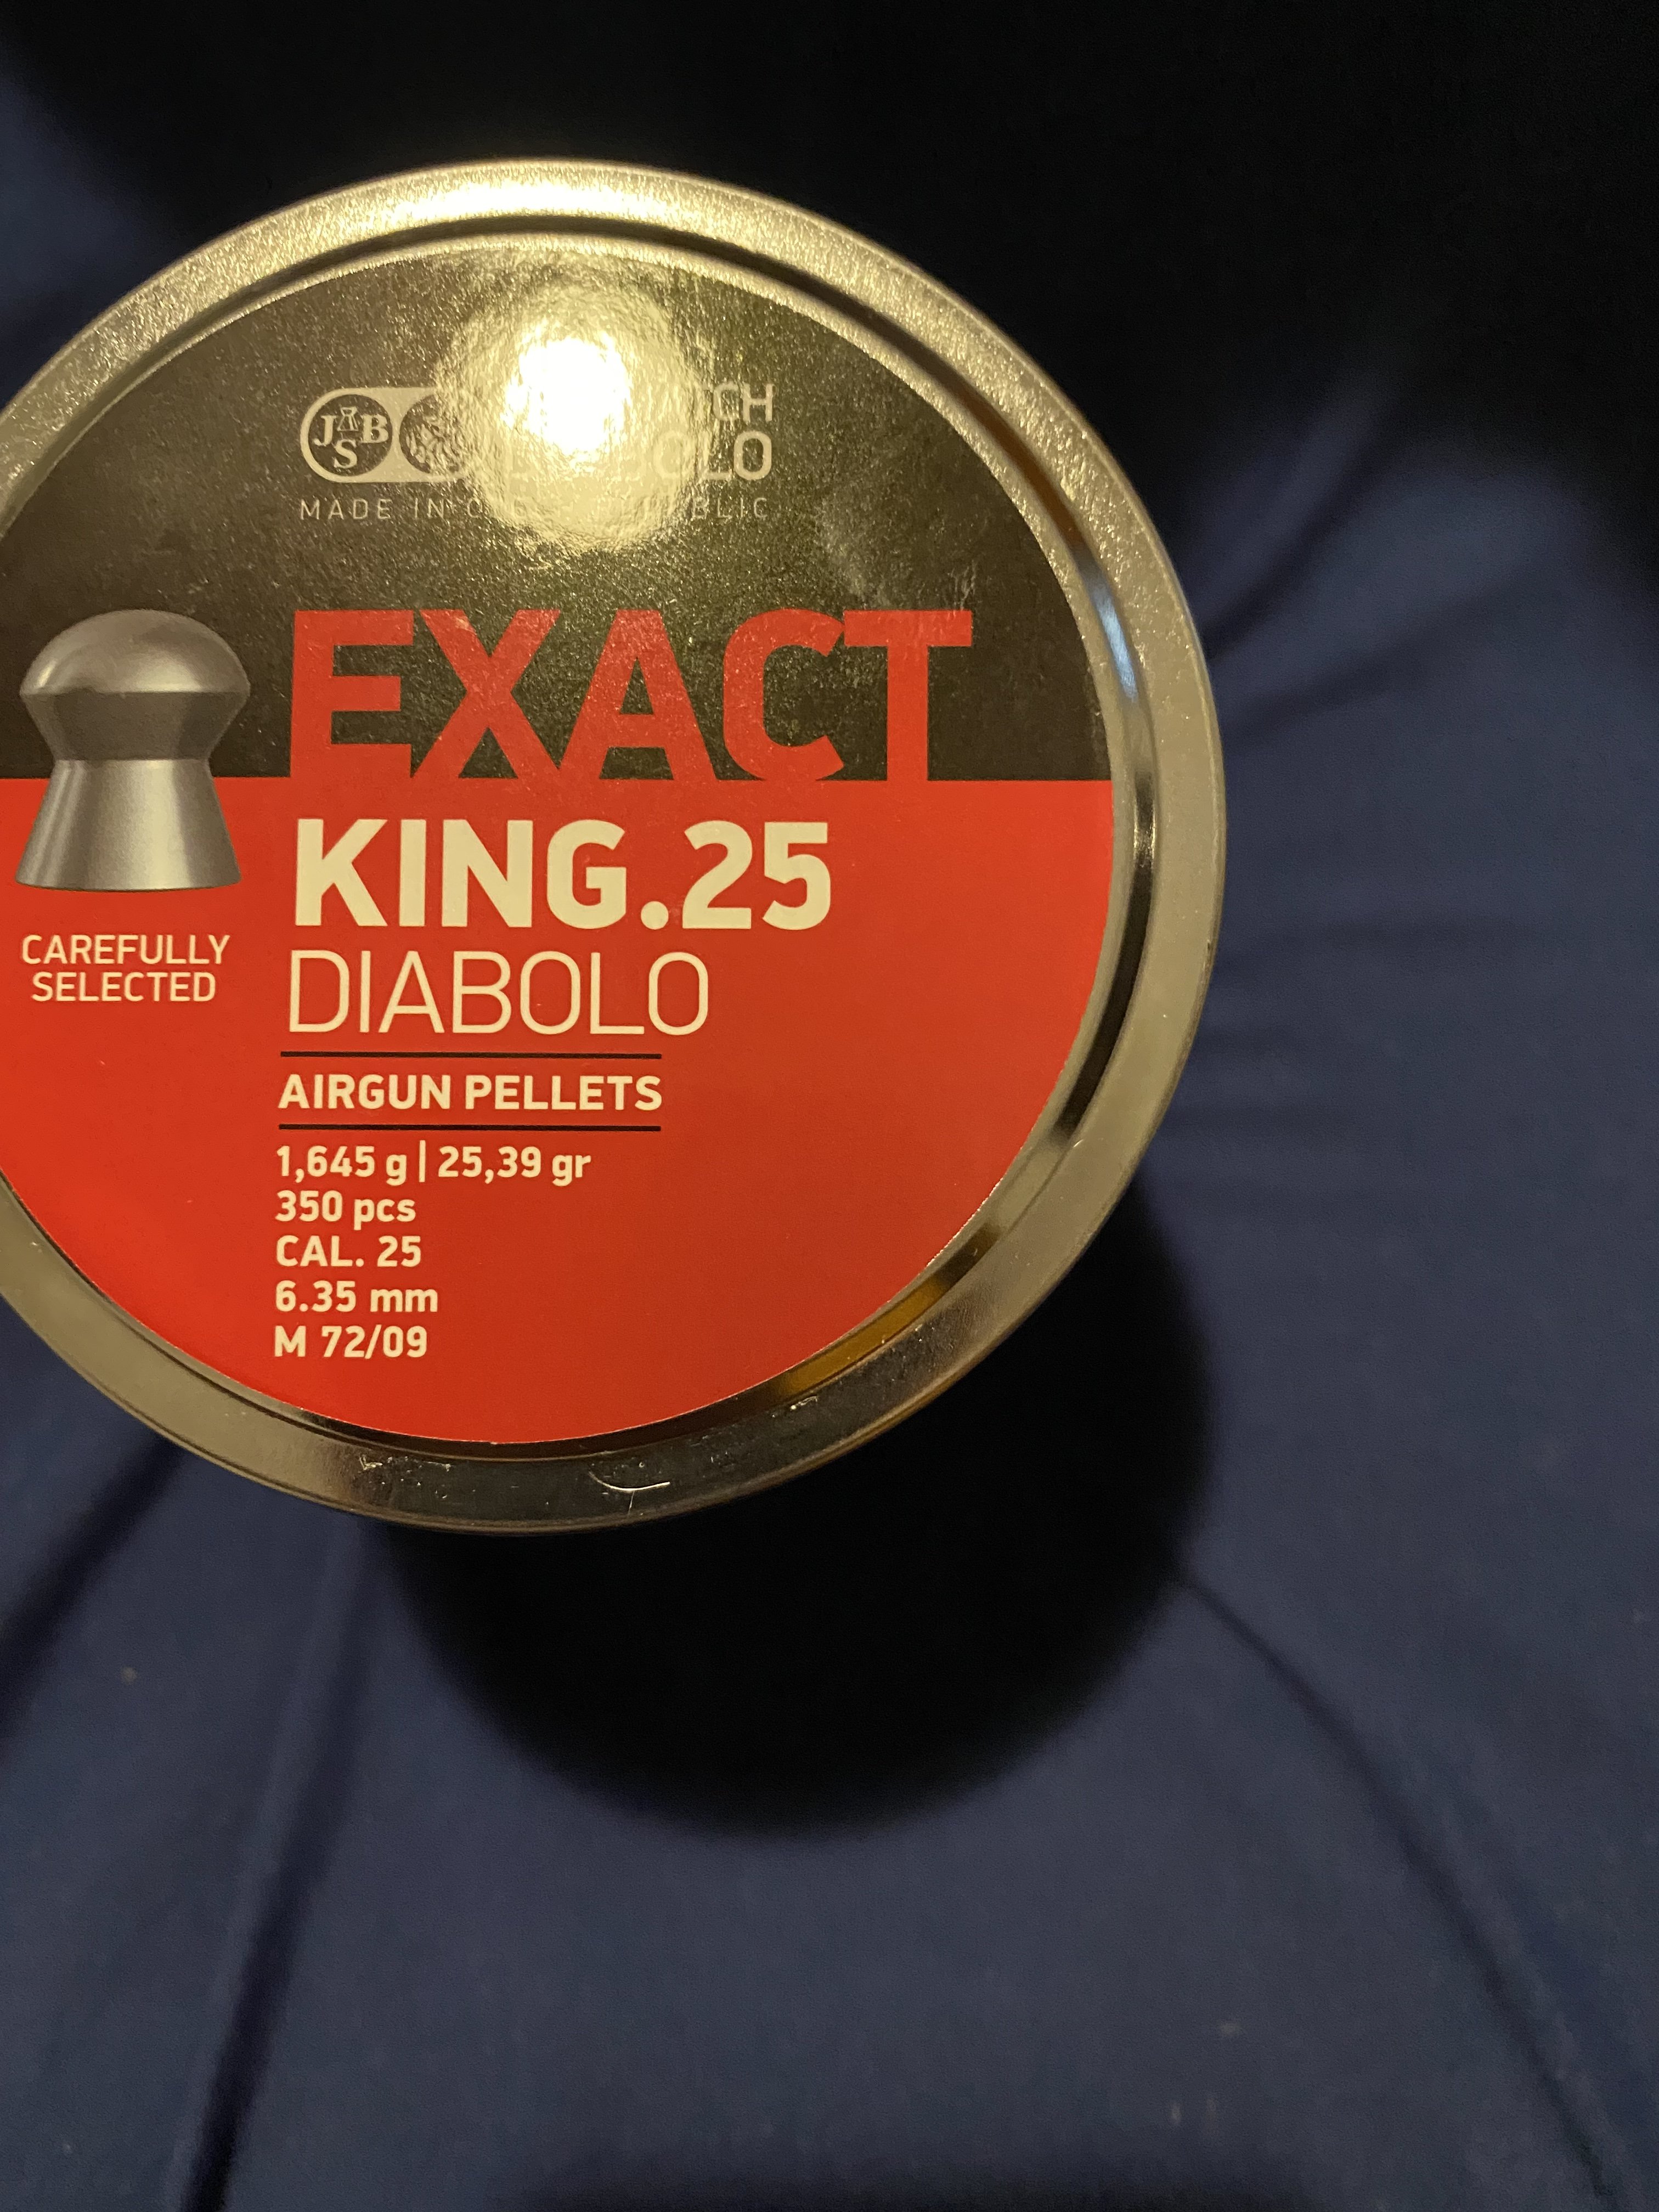 JSB
MADE IN
EXACT
KING.25
DIABOLO
CAREFULLY
SELECTED
AIRGUN PELLETS
1,645 g | 25,39 gr
350 pcs
CAL. 25
6.35 mm
M 72/09